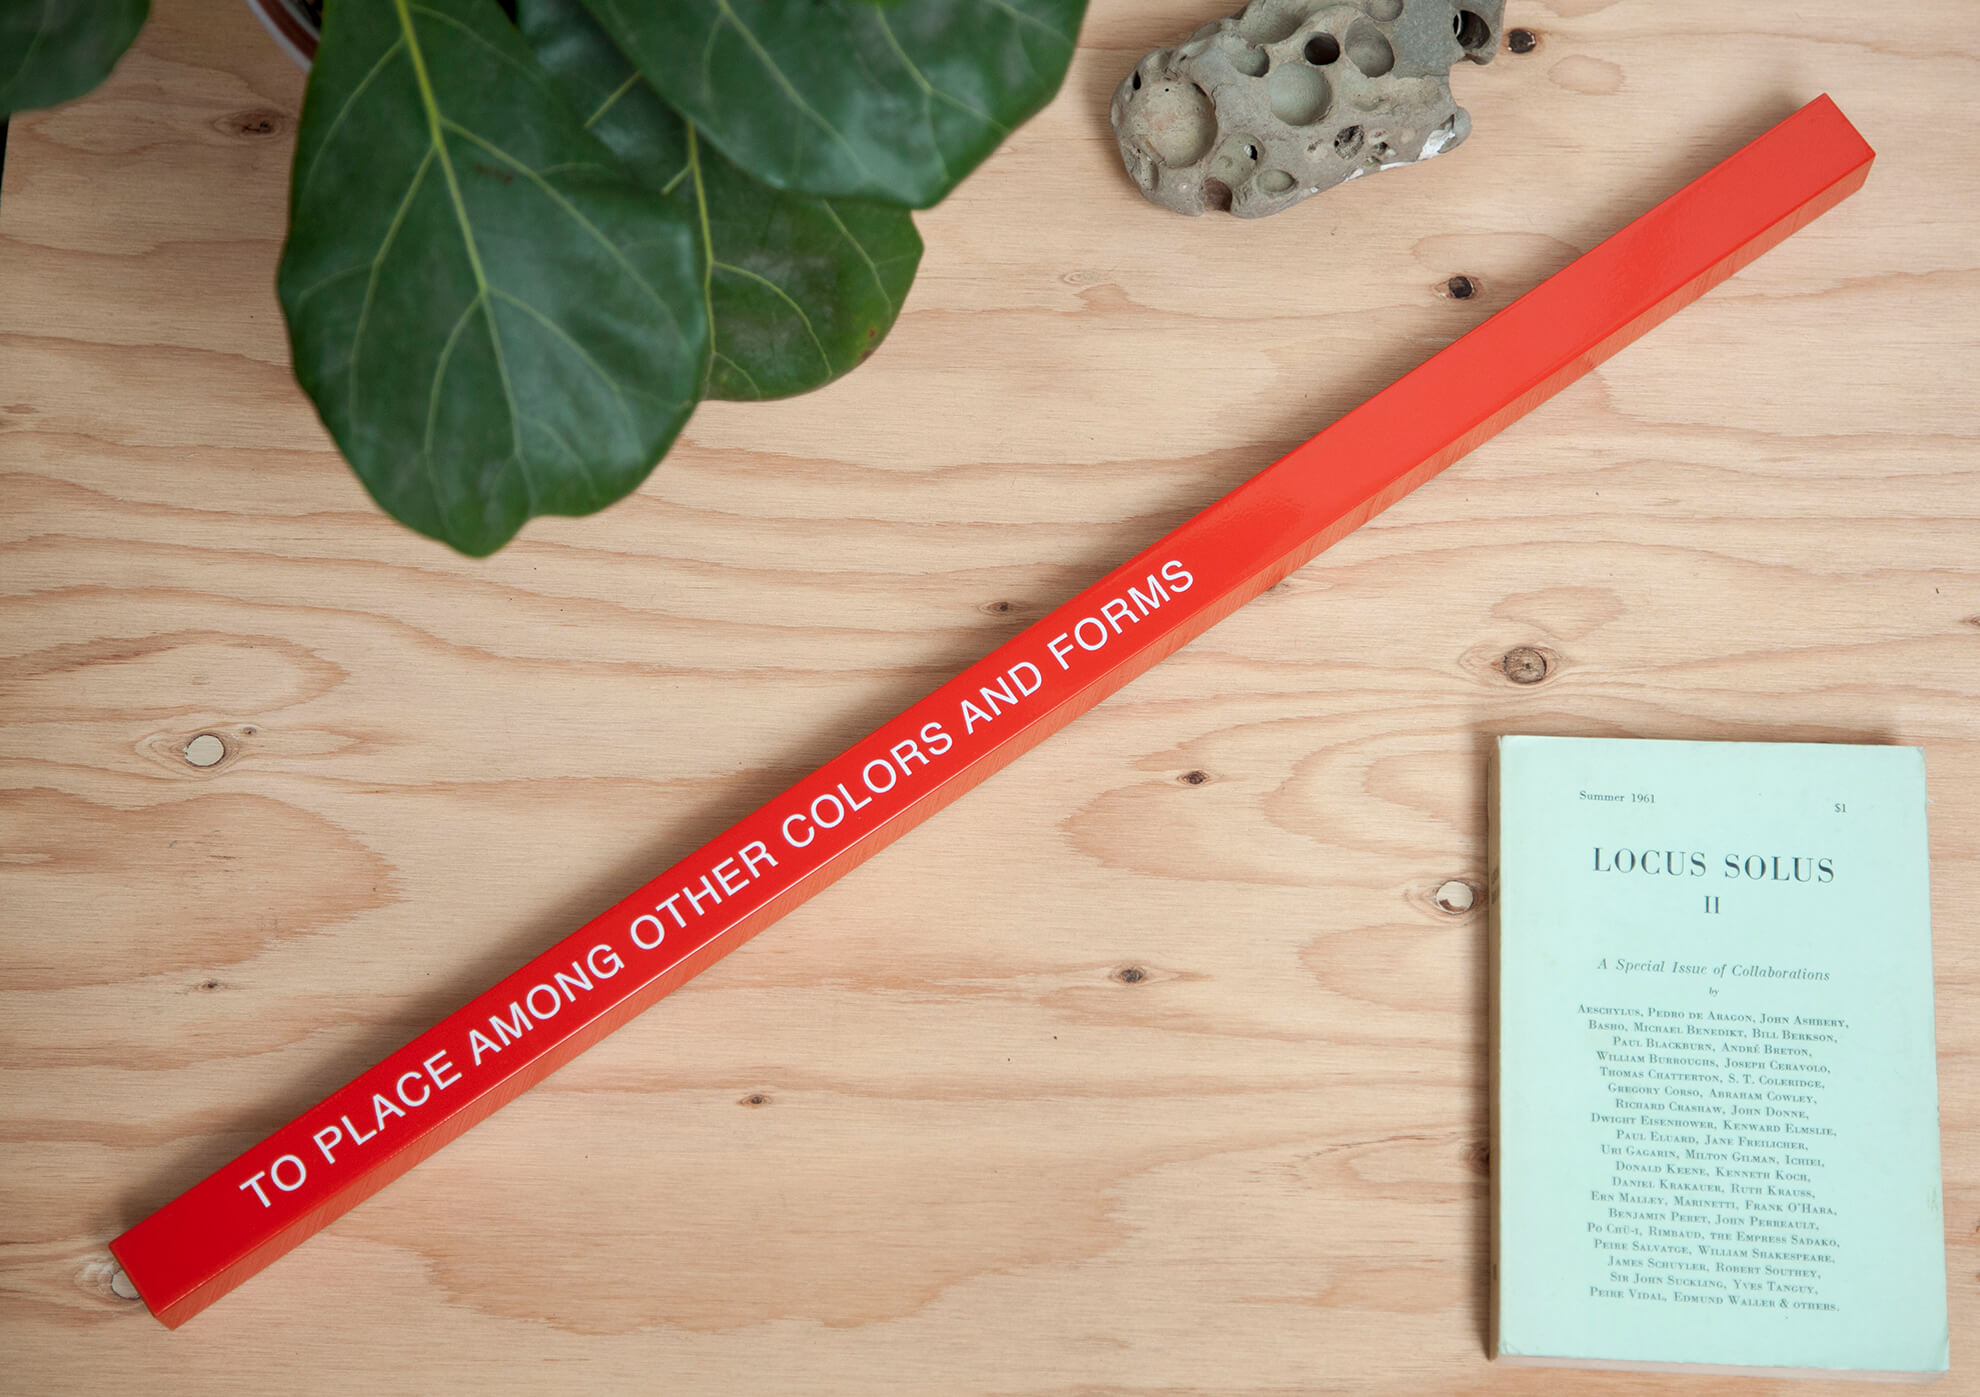 TO PLACE AMONG OTHER COLORS AND FORMS
Summer 1961 $1
LOCUS SOLUS
II
A Special Issue of Collaborations
by
AESCHYLUS, PEDRO DE ARAGON, JOHN ASHBERY,
BASHO, MICHAEL BENEDIKT, BILL BERKSON,
PAUL BLACKBURN, ANDRÉ BRETON,
WILLIAM BURROUGHS, JOSEPH CERAVOLO,
THOMAS CHATTERTON, S. T. COLERIDGE,
GREGORY CORSO, ABRAHAM COWLEY,
RICHARD CRASHAW, JOHN DONNE,
DWIGHT EISENHOWER, KENWARD ELMSLIE,
PAUL ELUARD, JANE FREILICHER,
URI GAGARIN, MILTON GILMAN, ICHIEI,
DONALD KEENE, KENNETH KOCH,
DANIEL KRAKAUER, RUTH KRAUSS,
ERN MALLEY, MARINETTI, FRANK O'HARA,
BENJAMIN PERET, JOHN PERREAULT,
PO CHÜ-I, RIMBAUD, THE EMPRESS SADAKO,
PEIRE SALVATGE, WILLIAM SHAKESPEARE,
JAMES SCHUYLER, ROBERT SOUTHEY,
SIR JOHN SUCKLING, YVES TANGUY,
PEIRE VIDAL, EDMUND WALLER & OTHERS.